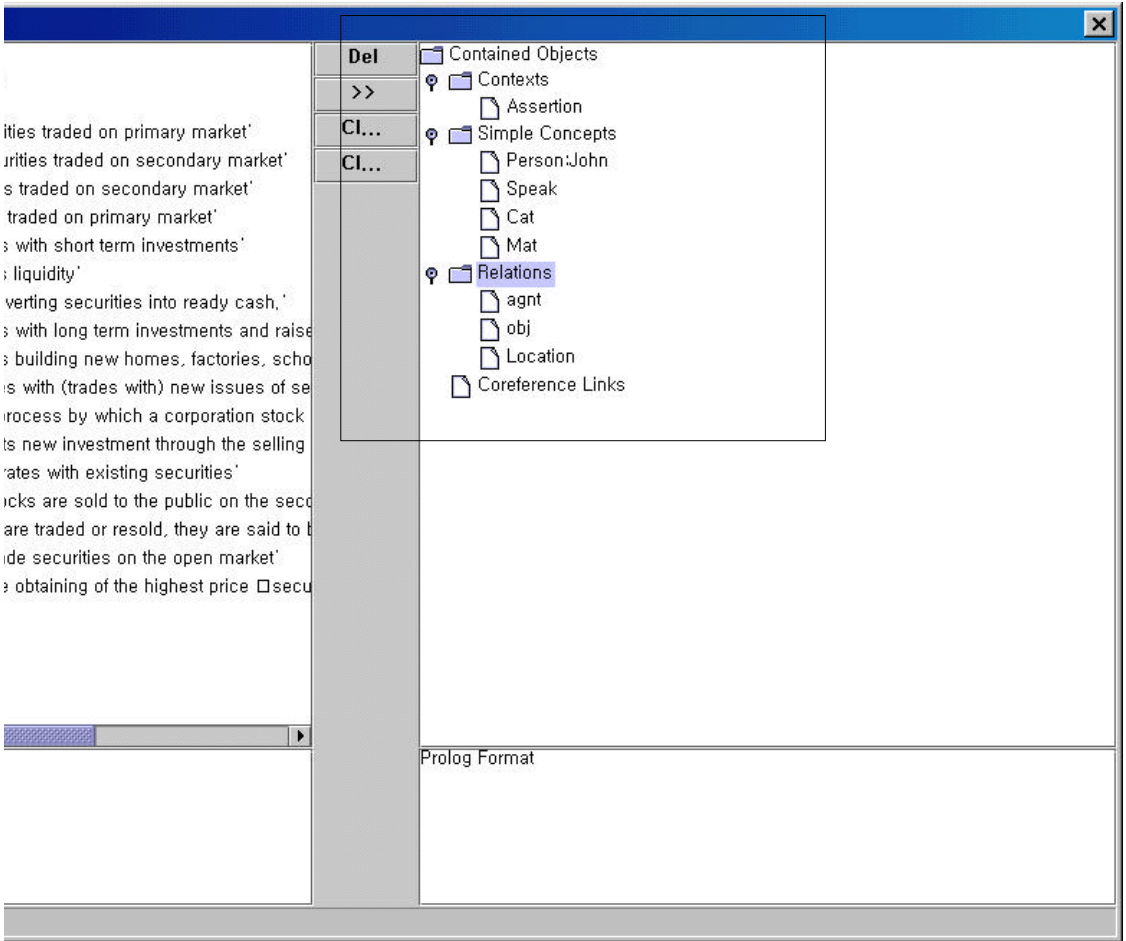 ities traded on primary market'
urities traded on secondary market'
s traded on secondary market'
traded on primary market'
s with short term investments'
s liquidity'
verting securities into ready cash,'
s with long term investments and raise
s building new homes, factories, scho
es with (trades with) new issues of se
process by which a corporation stock
ts new investment through the selling
rates with existing securities'
ocks are sold to the public on the seco
are traded or resold, they are said to b
ade securities on the open market'
e obtaining of the highest price □secu
Del
>>
Cl...
Cl...
Contained Objects
Contexts
Assertion
Simple Concepts
Person:John
Speak
Cat
Mat
Relations
agnt
obj
Location
Coreference Links
Prolog Format